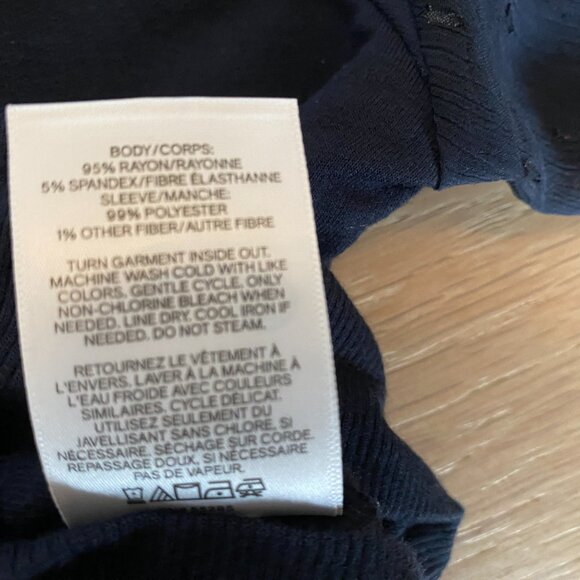 BODY/CORPS:
95% RAYON/RAYONNE
5% SPANDEX/FIBRE ÉLASTHANNE
SLEEVE/MANCHE:
99% POLYESTER
1% OTHER FIBER/AUTRE FIBRE
TURN GARMENT INSIDE OUT.
MACHINE WASH COLD WITH LIKE
COLORS, GENTLE CYCLE, ONLY
NON-CHLORINE BLEACH WHEN
NEEDED. LINE DRY. COOL IRON IF
NEEDED. DO NOT STEAM.
RETOURNEZ LE VÊTEMENT À
L'ENVERS. LAVER À LA MACHINE À
L'EAU FROIDE AVEC COULEURS
SIMILAIRES, CYCLE DÉLICAT.
UTILISEZ SEULEMENT DU
JAVELLISANT SANS CHLORE, SI
NÉCESSAIRE. SÉCHAGE SUR CORDE.
REPASSAGE DOUX, SI NÉCESSAIRE
PAS DE VAPEUR.